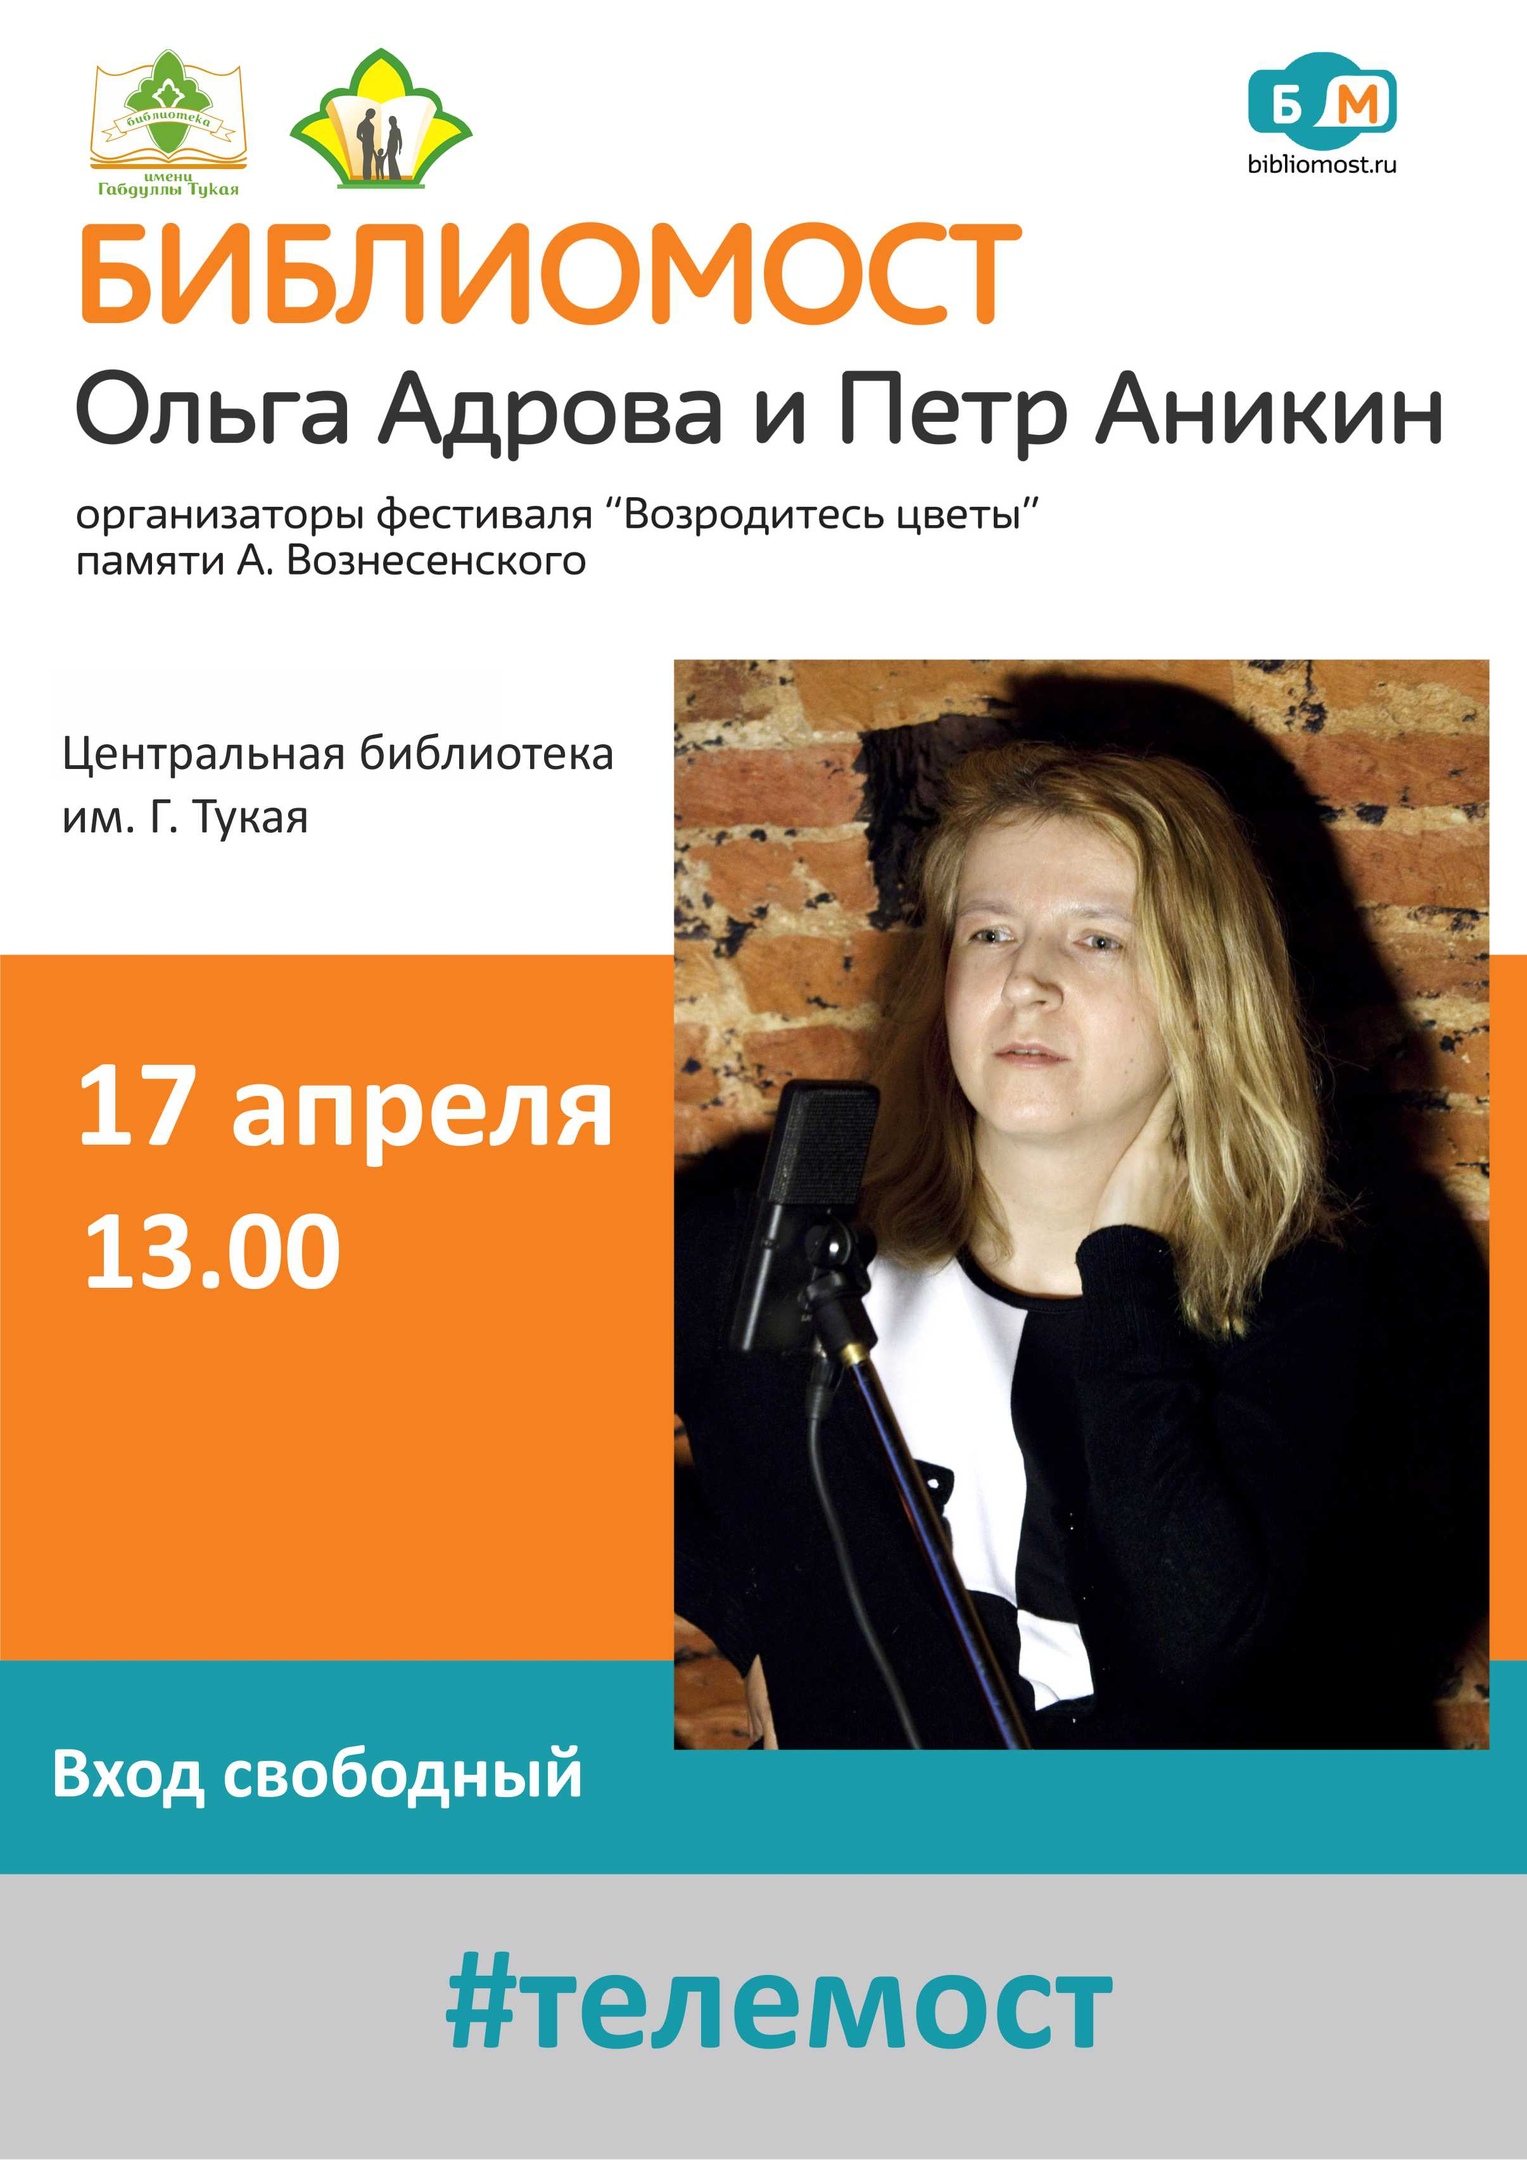 библиотека
имени
Габдуллы Тукая
Б М
bibliomost.ru
БИБЛИОМОСТ
Ольга Адрова и Петр Аникин
организаторы фестиваля “Возродитесь цветы”
памяти А. Вознесенского
Центральная библиотека
им. Г. Тукая
17 апреля
13.00
Вход свободный
#телемост